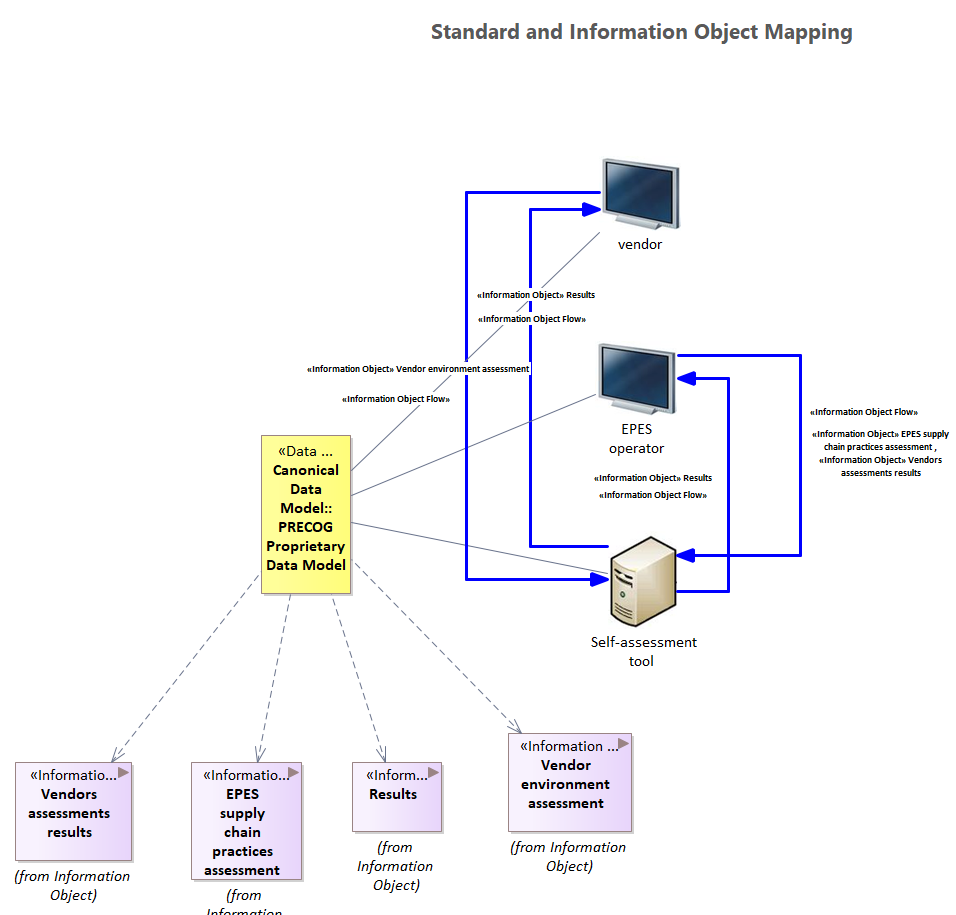 Standard and Information Object Mapping
vendor
«Information Object» Results
«Information Object Flow»
«Information Object» Vendor environment assessment
«Information Object Flow»
EPES
operator
«Information Object Flow»
«Information Object» EPES supply
chain practices assessment ,
«Information Object» Vendors
assessments results
«Information Object» Results
«Information Object Flow»
«Data ...
Canonical
Data
Model::
PRECOG
Proprietary
Data Model
Self-assessment
tool
«Informatio...
Vendors
assessments
results
(from Information
Object)
«Informatio...
EPES
supply
chain
practices
assessment
(from
Information
«Inform...
Results
(from
Information
Object)
«Information ...
Vendor
environment
assessment
(from Information
Object)